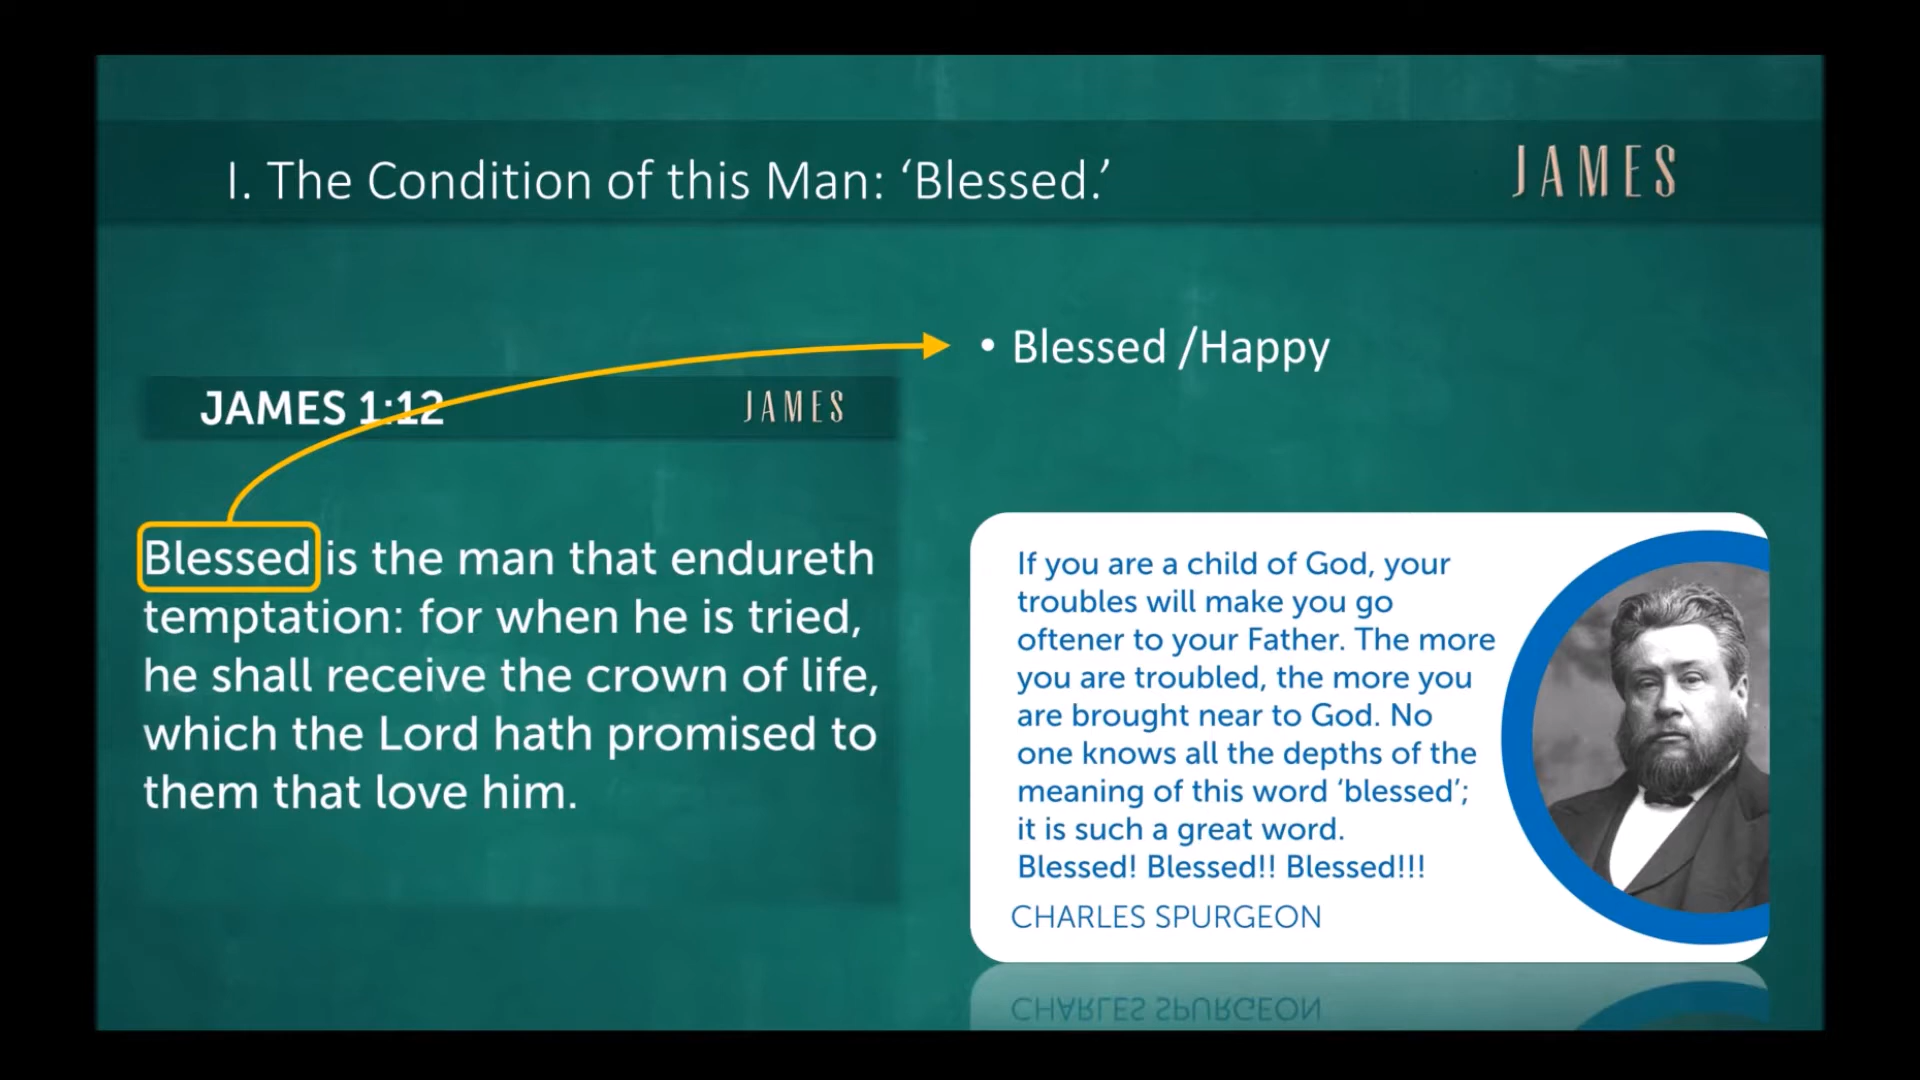 I. The Condition of this Man: ‘Blessed.’
JAMES
• Blessed /Happy
JAMES 1:12
JAMES
Blessed is the man that endureth
temptation: for when he is tried,
he shall receive the crown of life,
which the Lord hath promised to
them that love him.
If you are a child of God, your
troubles will make you go
oftener to your Father. The more
you are troubled, the more you
are brought near to God. No
one knows all the depths of the
meaning of this word ‘blessed’;
it is such a great word.
Blessed! Blessed!! Blessed!!!
CHARLES SPURGEON
CHARLES SPURGEON